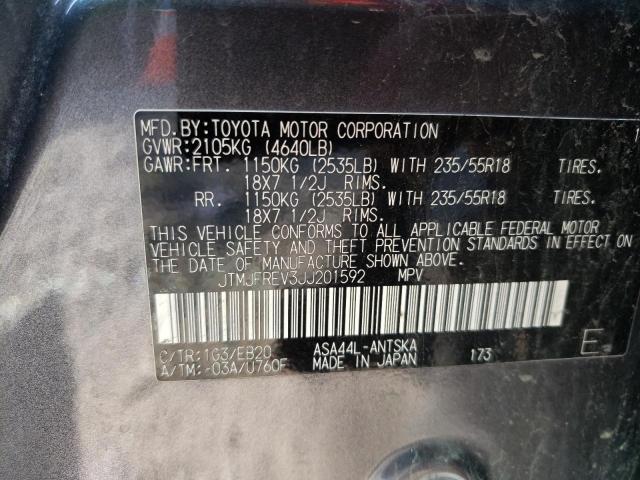 MFD.BY:TOYOTA MOTOR CORPORATION
GVWR:2105KG (4640LB)
GAWR:FRT. 1150KG (2535LB) WITH 235/55R18 TIRES.
18X7 1/2J RIMS.
RR. 1150KG (2535LB) WITH 235/55R18 TIRES.
18X7 1/2J RIMS.
THIS VEHICLE CONFORMS TO ALL APPLICABLE FEDERAL MOTOR
VEHICLE SAFETY AND THEFT PREVENTION STANDARDS IN EFFECT ON
THE DATE OF MANUFACTURE SHOWN ABOVE.
JTMJFREV3JJ201592 MPV
C/TR:1G3/EB20 ASA44L-ANTSKA 173 E
A/TM:-03A/U760F MADE IN JAPAN